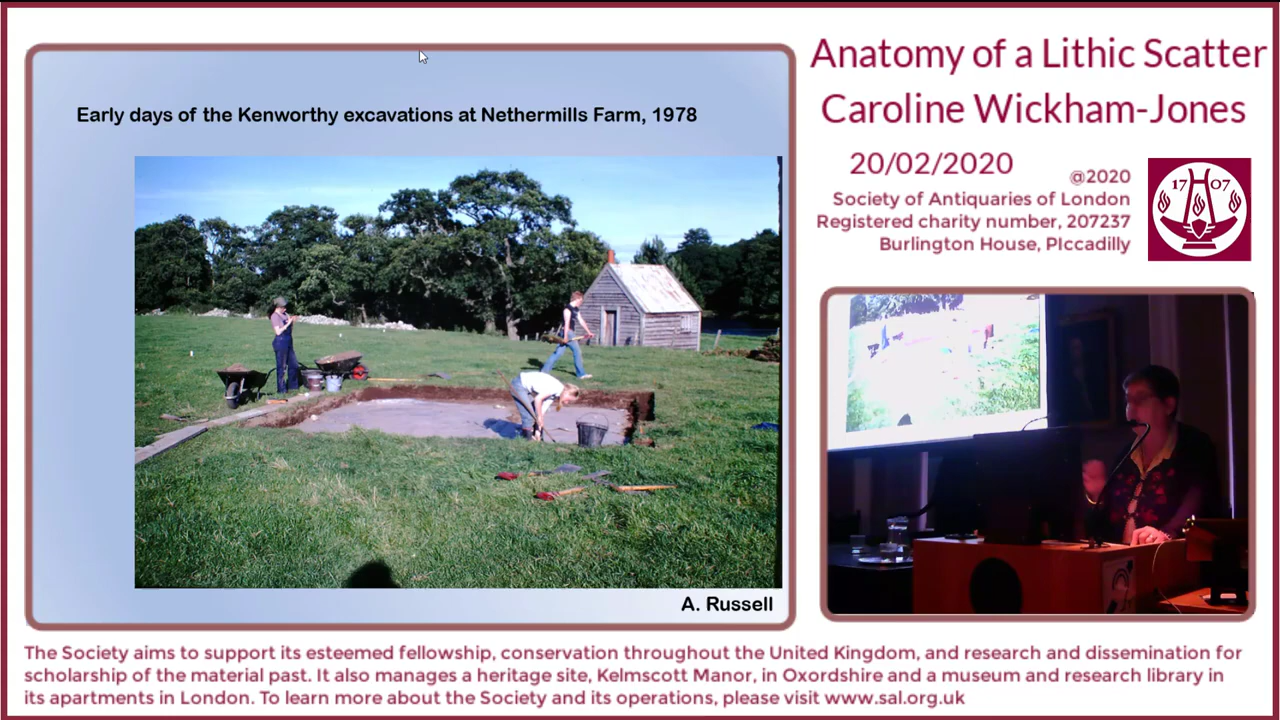 Early days of the Kenworthy excavations at Nethermills Farm, 1978
A. Russell
Anatomy of a Lithic Scatter
Caroline Wickham-Jones
20/02/2020
@2020
Society of Antiquaries of London
Registered charity number, 207237
Burlington House, PIccadilly
17 07
The Society aims to support its esteemed fellowship, conservation throughout the United Kingdom, and research and dissemination for
scholarship of the material past. It also manages a heritage site, Kelmscott Manor, in Oxordshire and a museum and research library in
its apartments in London. To learn more about the Society and its operations, please visit www.sal.org.uk